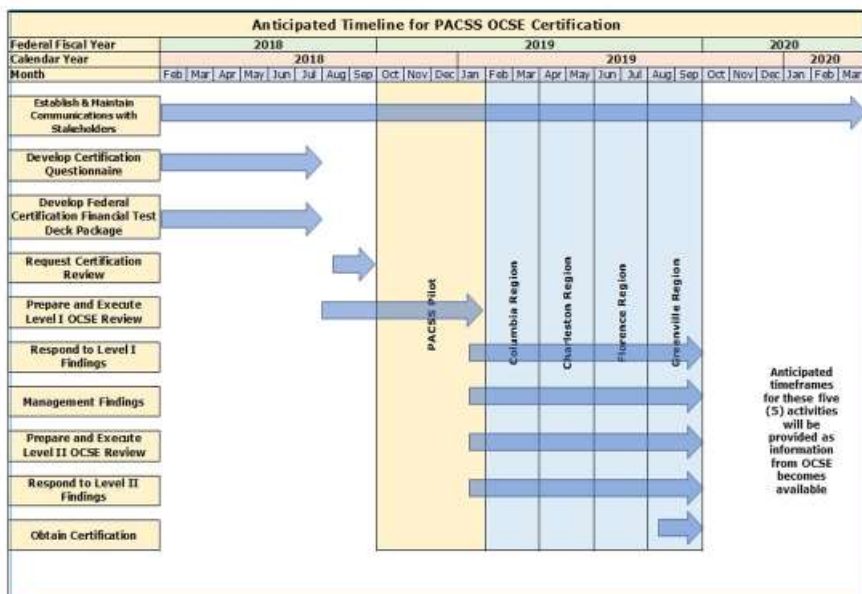 Anticipated Timeline for PACSS OCSE Certification
Federal Fiscal Year 2018 2019 2020
Calendar Year 2018 2019 2020
Month Feb Mar Apr May Jun Jul Aug Sep Oct Nov Dec Jan Feb Mar Apr May Jun Jul Aug Sep Oct Nov Dec Jan Feb Mar
Establish & Maintain
Communications with
Stakeholders
Develop Certification
Questionnaire
Develop Federal
Certification Financial Test
Deck Package
Request Certification
Review
Prepare and Execute
Level I OCSE Review
Respond to Level I
Findings
Management Findings
Prepare and Execute
Level II OCSE Review
Respond to Level II
Findings
Obtain Certification
PACSS Pilot
Columbia Region
Charleston Region
Florence Region
Greenville Region
Anticipated
timeframes
for these five
(5) activities
will be
provided as
information
from OCSE
becomes
available